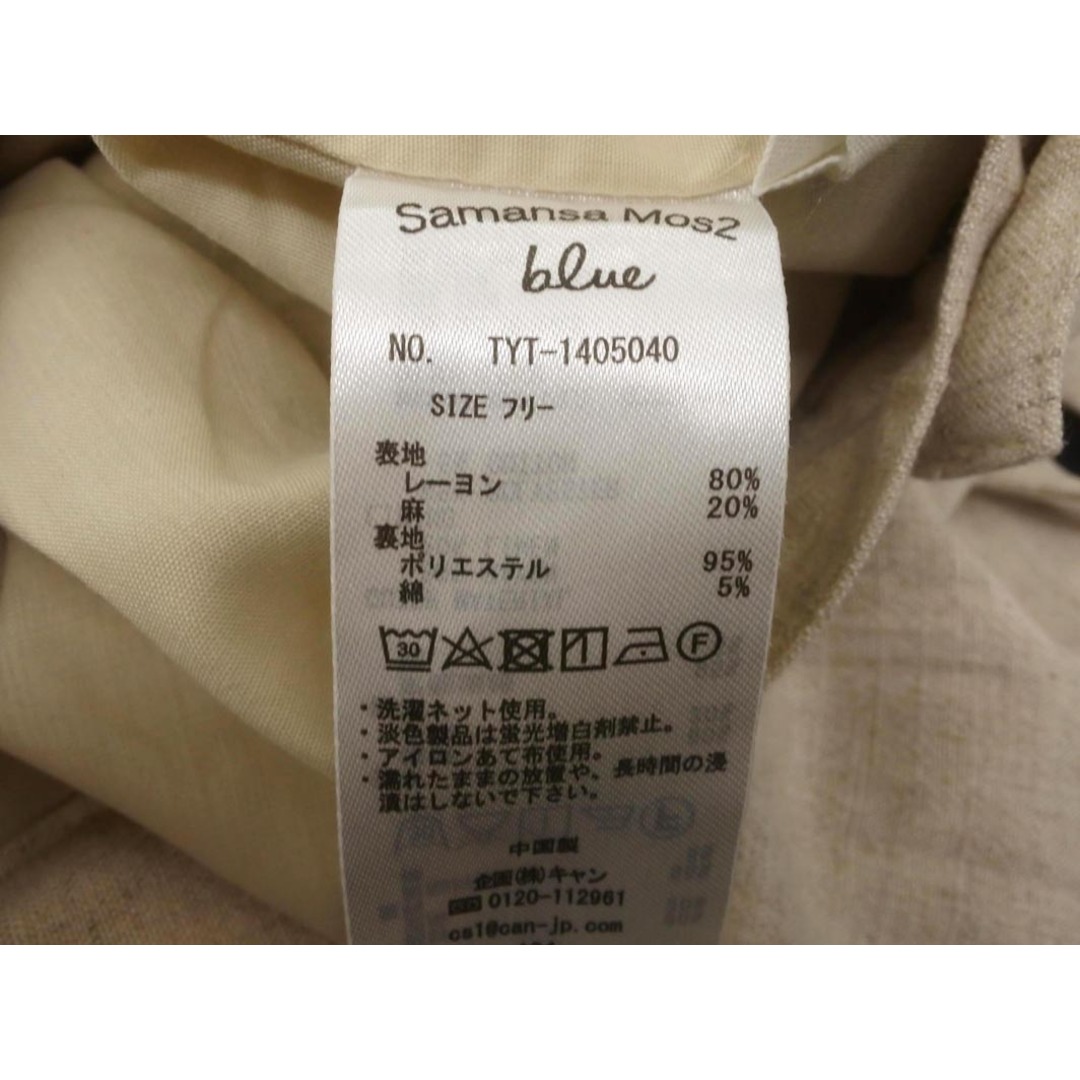 Samansa Mos2
blue
NO. TYT-1405040
SIZE フリー
表地
レーヨン 80%
麻 20%
裏地
ポリエステル 95%
綿 5%
30 F
・洗濯ネット使用。
・淡色製品は蛍光増白剤禁止。
・アイロンあて布使用。
・濡れたままの放置や、長時間の浸
漬はしないで下さい。
中国製
企画(株)キャン
0120-112961
cs1@can-jp.com